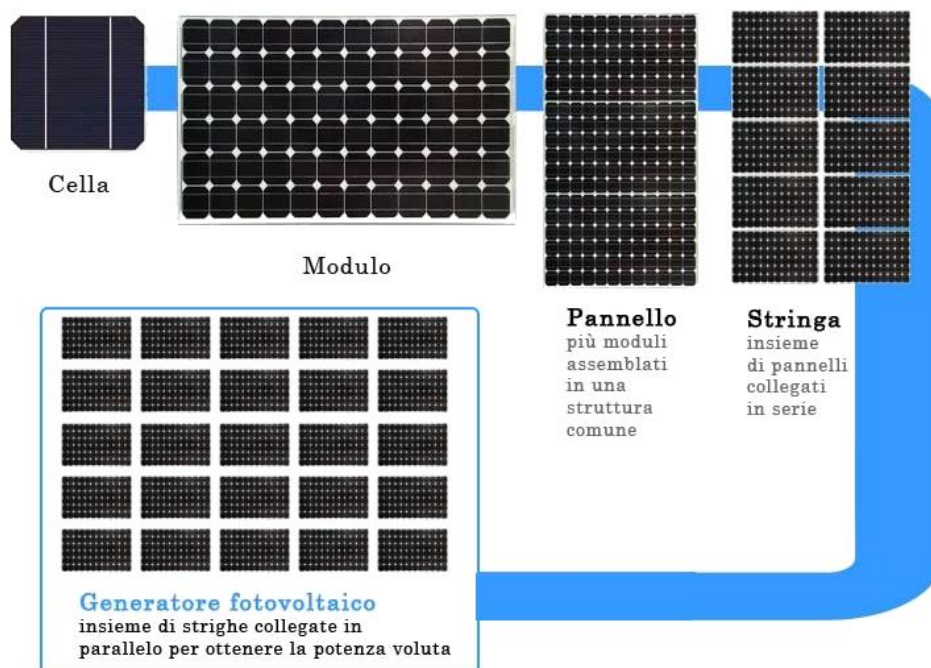 Cella
Modulo
Pannello
più moduli
assemblati
in una
struttura
comune
Stringa
insieme
di pannelli
collegati
in serie
Generatore fotovoltaico
insieme di strighe collegate in
parallelo per ottenere la potenza voluta